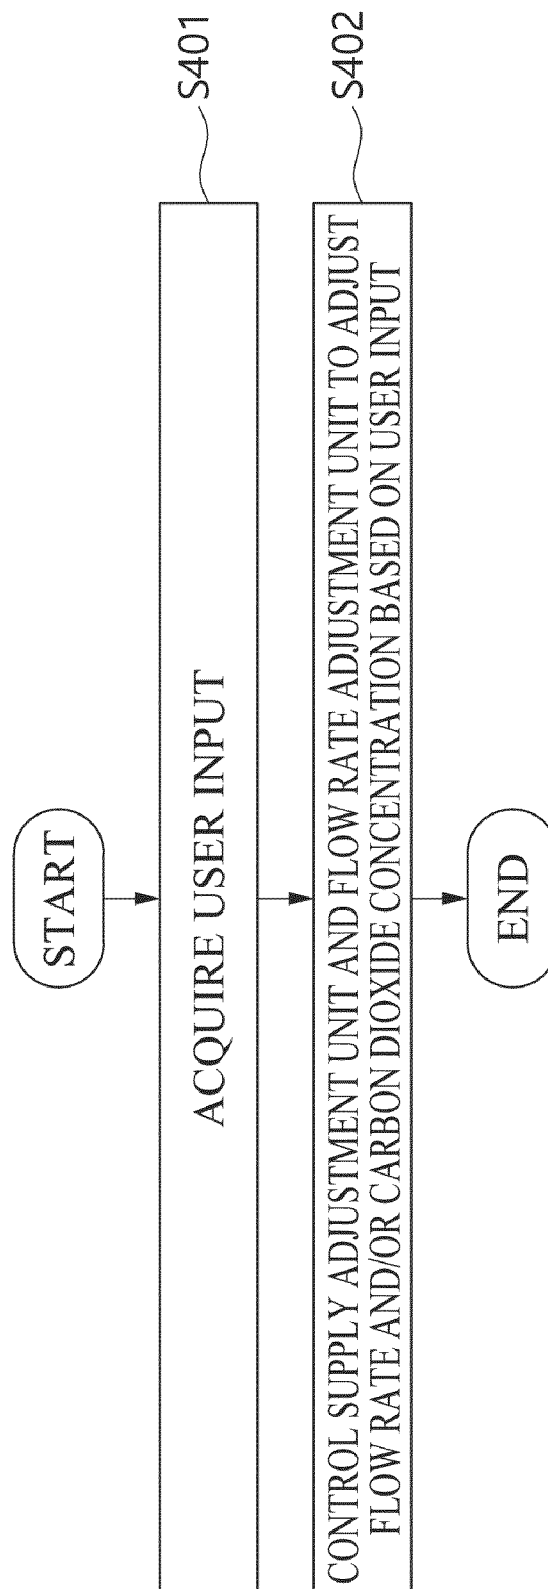 START
ACQUIRE USER INPUT
S401
CONTROL SUPPLY ADJUSTMENT UNIT AND FLOW RATE ADJUSTMENT UNIT TO ADJUST
FLOW RATE AND/OR CARBON DIOXIDE CONCENTRATION BASED ON USER INPUT
S402
END